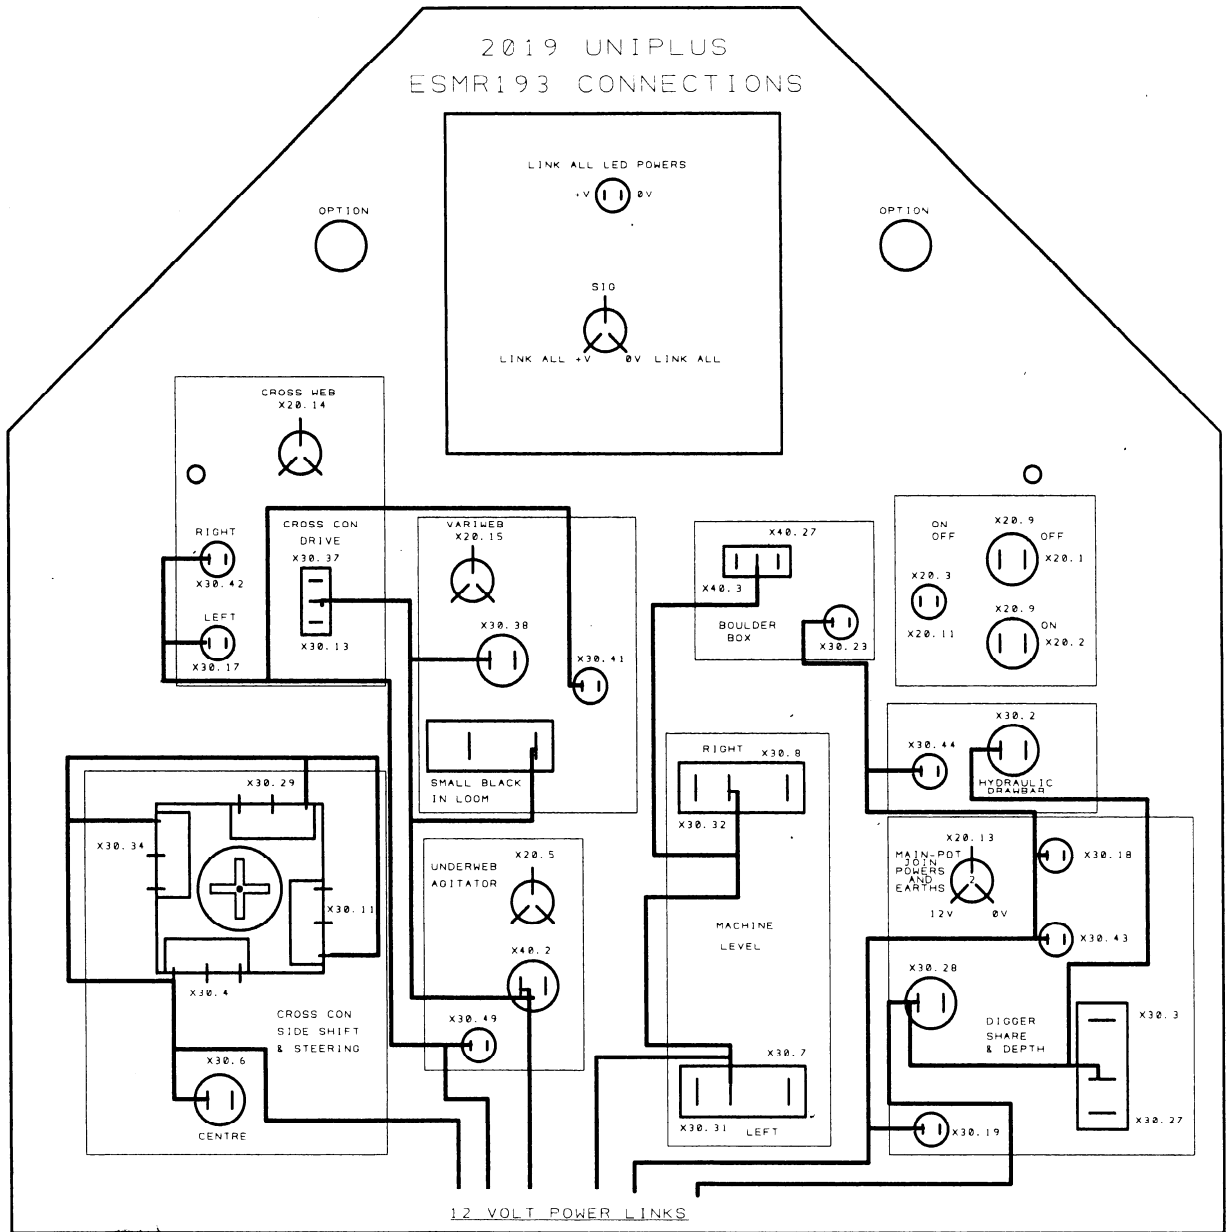 2019 UNIPLUS
ESMR193 CONNECTIONS
LINK ALL LED POWERS
+V 0V
OPTION
OPTION
SIG
LINK ALL +V 0V LINK ALL
CROSS WEB
X20.14
RIGHT
X30.42
LEFT
X30.17
CROSS CON
DRIVE
X30.37
X30.13
VARIWEB
X20.15
X30.38
X30.41
SMALL BLACK
IN LOOM
X40.27
X40.3
BOULDER
BOX
X30.23
ON
OFF
X20.9
OFF
X20.1
X20.3
X20.11
X20.9
ON
X20.2
X30.2
X30.44
HYDRAULIC
DRAWBAR
RIGHT X30.8
X30.32
MACHINE
LEVEL
X30.7
X30.31 LEFT
X30.29
X30.34
X30.11
X30.4
CROSS CON
SIDE SHIFT
& STEERING
X30.6
CENTRE
UNDERWEB
AGITATOR
X20.5
X40.2
X30.49
X20.13
MAIN-POT
JOIN
POWERS
AND
EARTHS
2
12V 0V
X30.18
X30.43
X30.28
DIGGER
SHARE
& DEPTH
X30.3
X30.27
X30.19
12 VOLT POWER LINKS